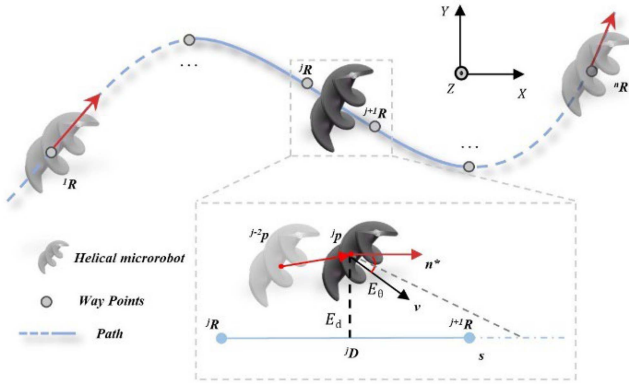 Y
Z
X
ⁿR
. . .
ʲR
ʲ⁺¹R
. . .
¹R
Helical microrobot
Way Points
Path
ʲ⁻²p
ʲp
n*
E_θ
v
E_d
ʲR
ʲ⁺¹R
ʲD
s